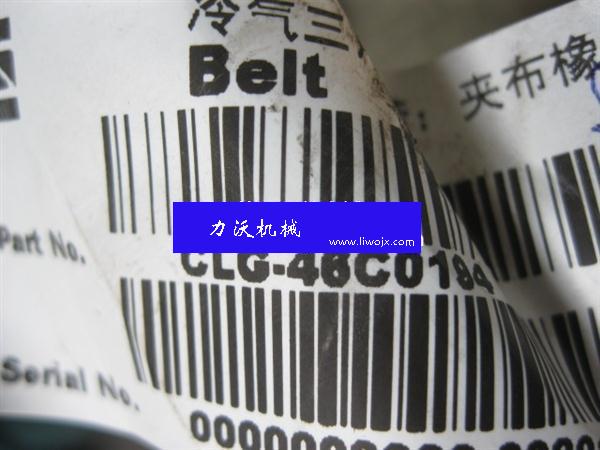 冷气三
Belt
夹布橡
力沃机械
www.liwojx.com
Part No.
CLG-46C0194
Serial No.